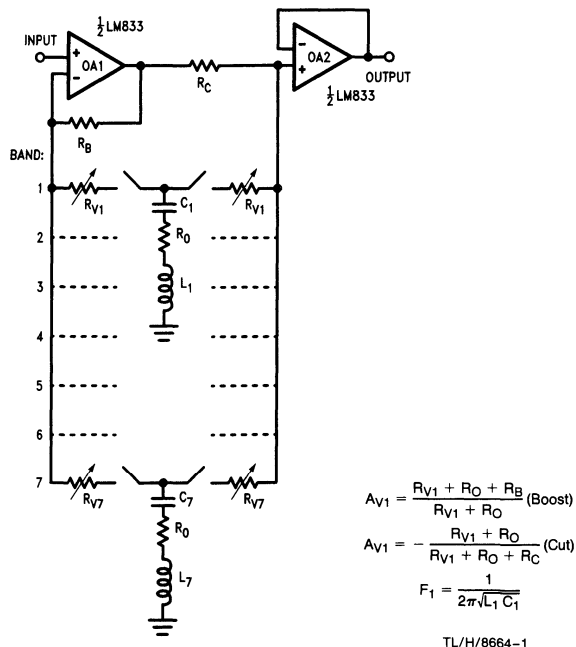 ½ LM833
INPUT
+
−
OA1
R_C
−
+
OA2
OUTPUT
½ LM833
R_B
BAND:
1
R_V1
C_1
R_V1
R_0
L_1
2
3
4
5
6
7
R_V7
C_7
R_V7
R_0
L_7
A_V1 = (R_V1 + R_O + R_B) / (R_V1 + R_O) (Boost)
A_V1 = − (R_V1 + R_O) / (R_V1 + R_O + R_C) (Cut)
F_1 = 1 / (2π√(L_1 C_1))
TL/H/8664–1